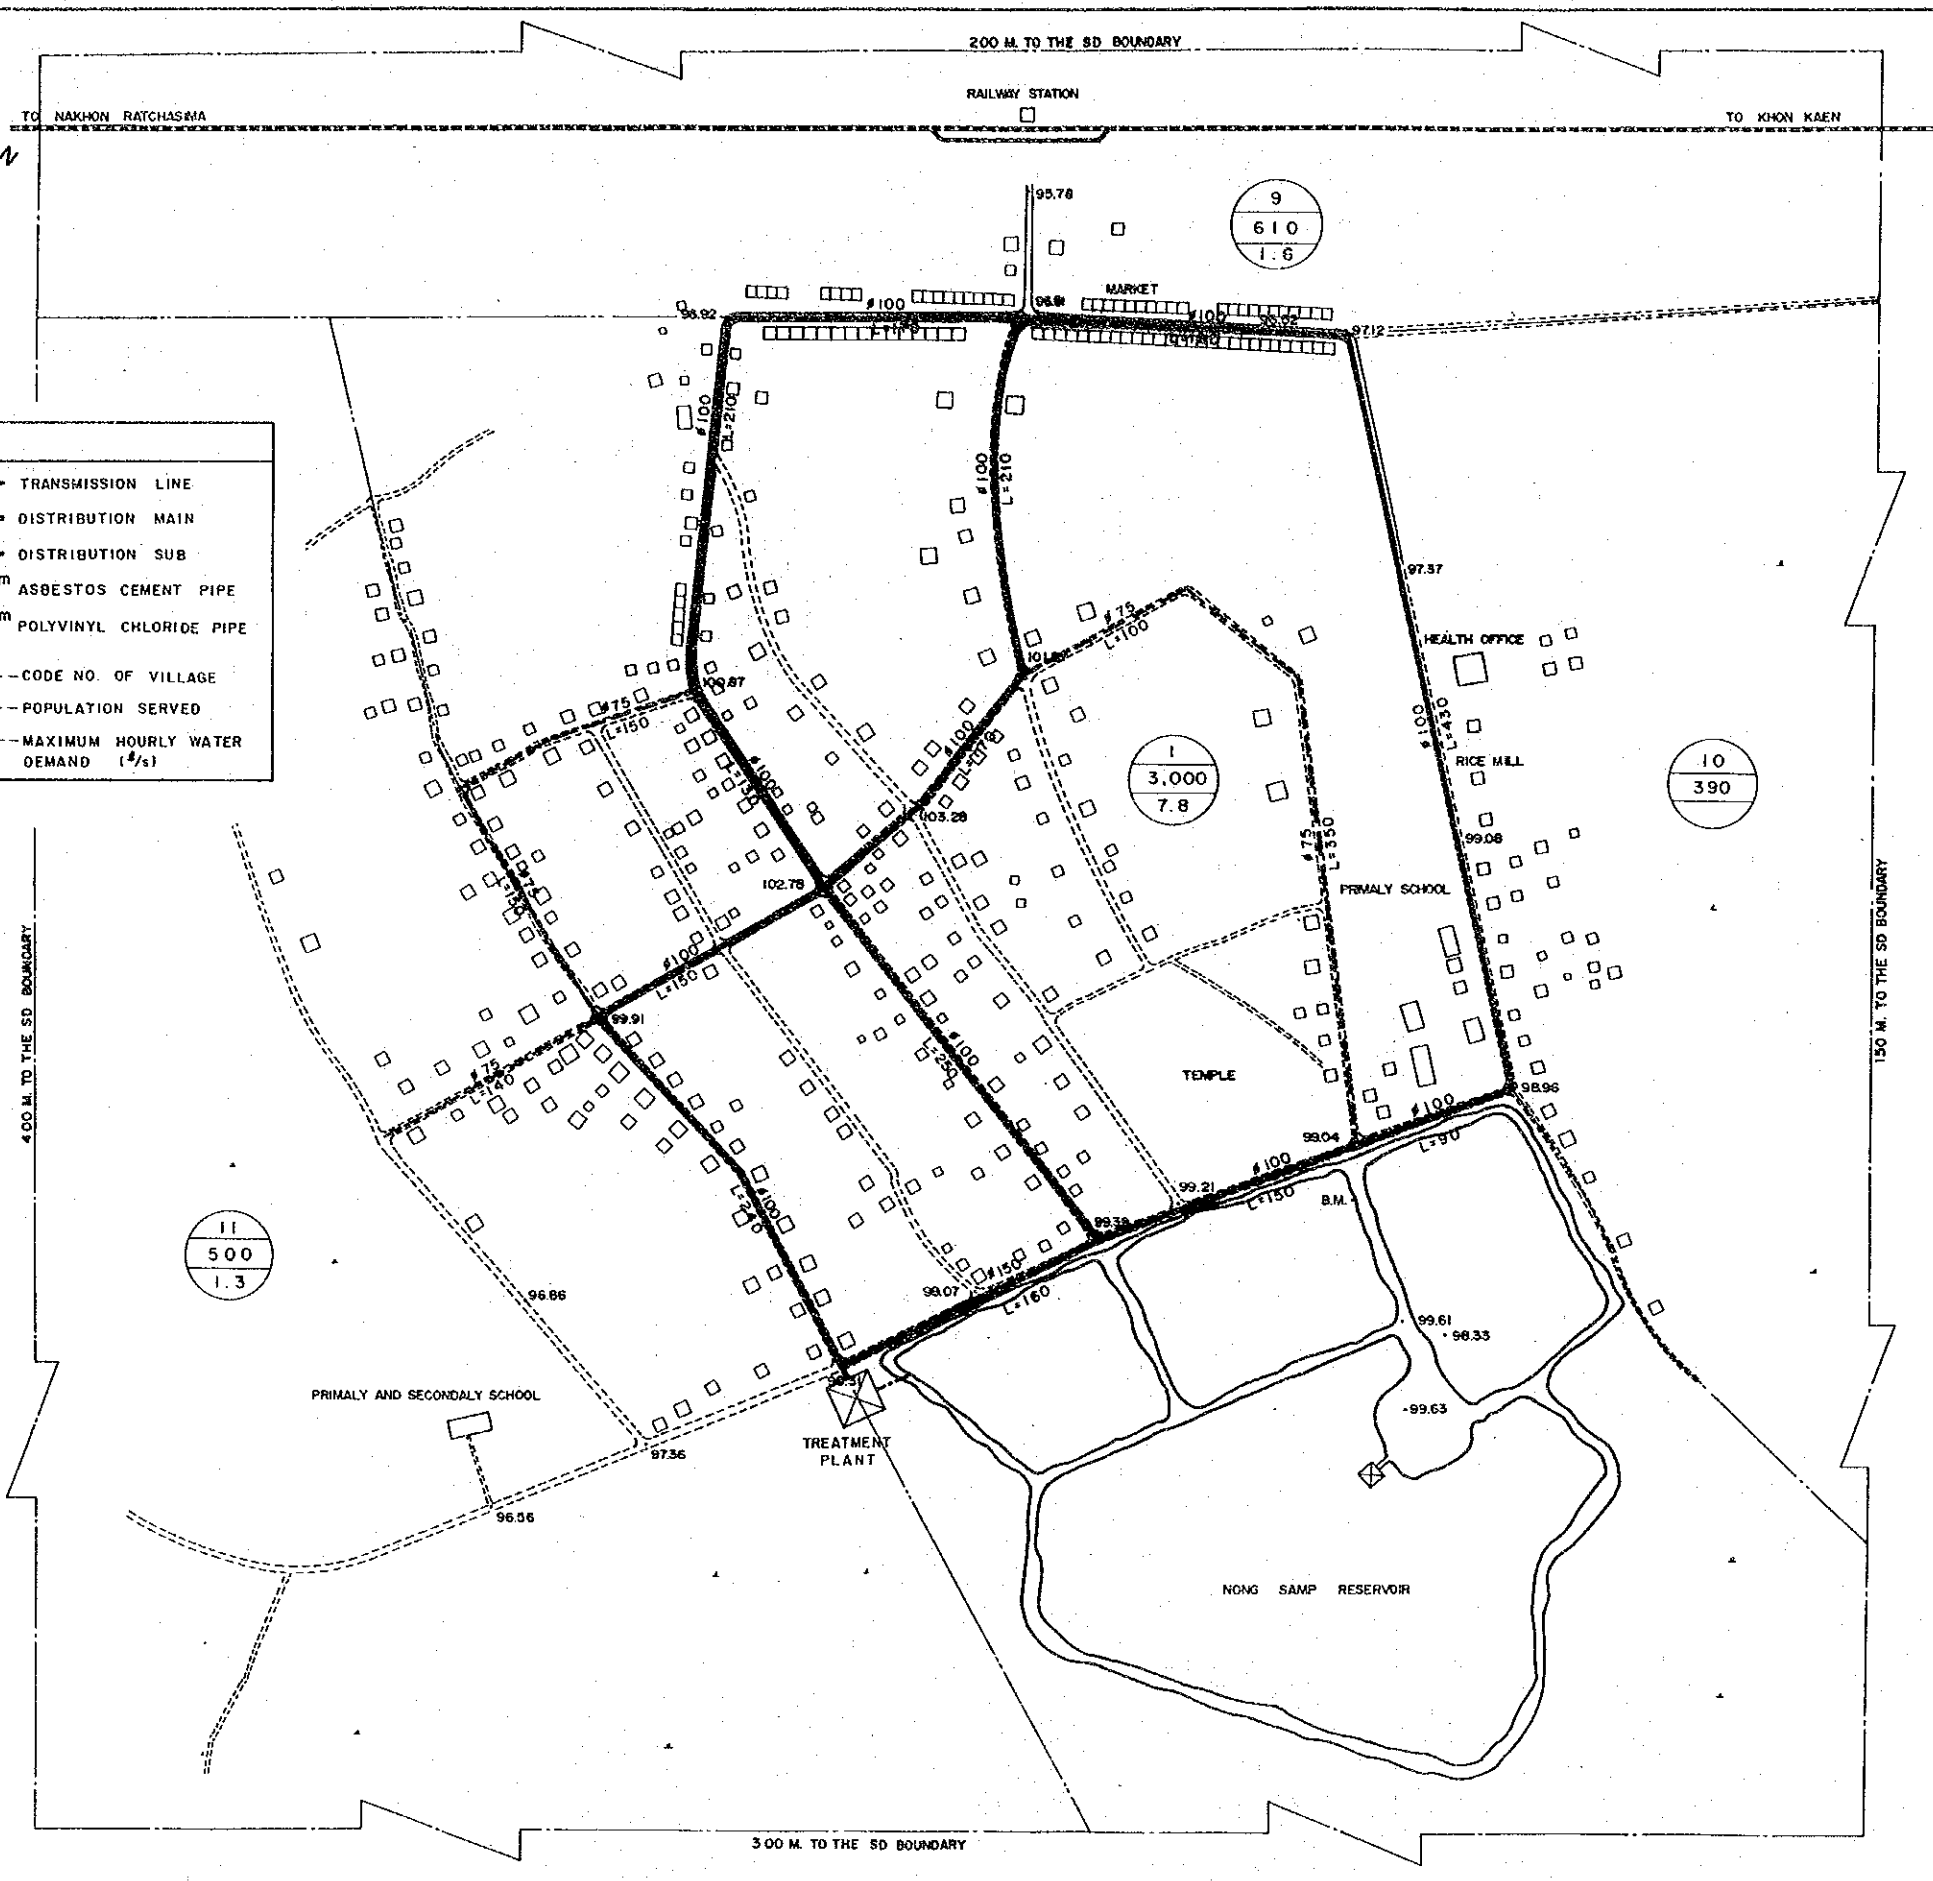 200 M. TO THE SD BOUNDARY
RAILWAY STATION
TO NAKHON RATCHASIMA
TO KHON KAEN
N
95.78
9
610
1.6
MARKET
96.92
ø100
ø100
97.12
ø100
L=210
ø100
L=210
TRANSMISSION LINE
DISTRIBUTION MAIN
DISTRIBUTION SUB
m ASBESTOS CEMENT PIPE
m POLYVINYL CHLORIDE PIPE
--CODE NO. OF VILLAGE
--POPULATION SERVED
--MAXIMUM HOURLY WATER
DEMAND (ℓ/s)
97.37
HEALTH OFFICE
ø75
L=100
100.87
ø75
L=150
ø100
ø100
ø100
L=430
RICE MILL
1
3,000
7.8
10
390
103.28
99.08
ø75
L=350
102.78
PRIMALY SCHOOL
ø75
L=150
ø100
L=150
99.91
400 M. TO THE SD BOUNDARY
150 M. TO THE SD BOUNDARY
ø75
L=140
ø100
L=250
TEMPLE
98.96
ø100
L=90
99.04
ø100
L=150
99.21
B.M.
ø100
L=240
99.39
11
500
1.3
ø150
L=160
99.07
96.86
99.61
98.33
99.63
PRIMALY AND SECONDALY SCHOOL
TREATMENT
PLANT
97.36
96.56
NONG SAMP RESERVOIR
300 M. TO THE SD BOUNDARY